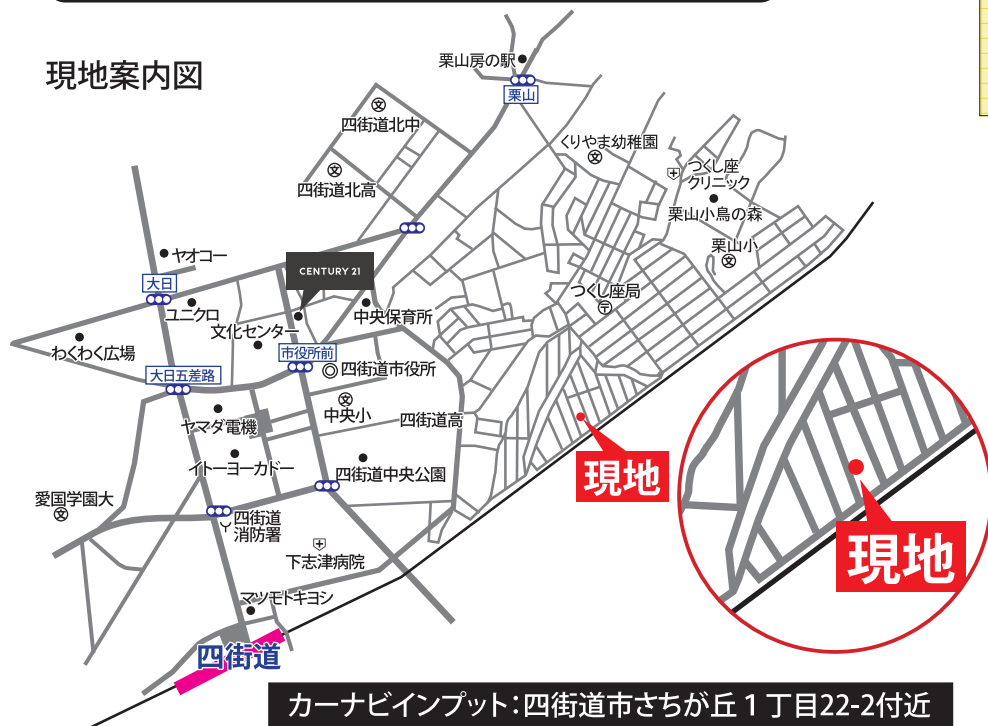 現地案内図
栗山房の駅
栗山
四街道北中
四街道北高
くりやま幼稚園
つくし座
クリニック
栗山小鳥の森
栗山小
ヤオコー
大日
CENTURY 21
ユニクロ
文化センター
中央保育所
つくし座局
わくわく広場
市役所前
四街道市役所
大日五差路
中央小
四街道高
ヤマダ電機
イトーヨーカドー
四街道中央公園
現地
愛国学園大
四街道
消防署
下志津病院
現地
マツモトキヨシ
四街道
カーナビインプット:四街道市さちが丘1丁目22-2付近